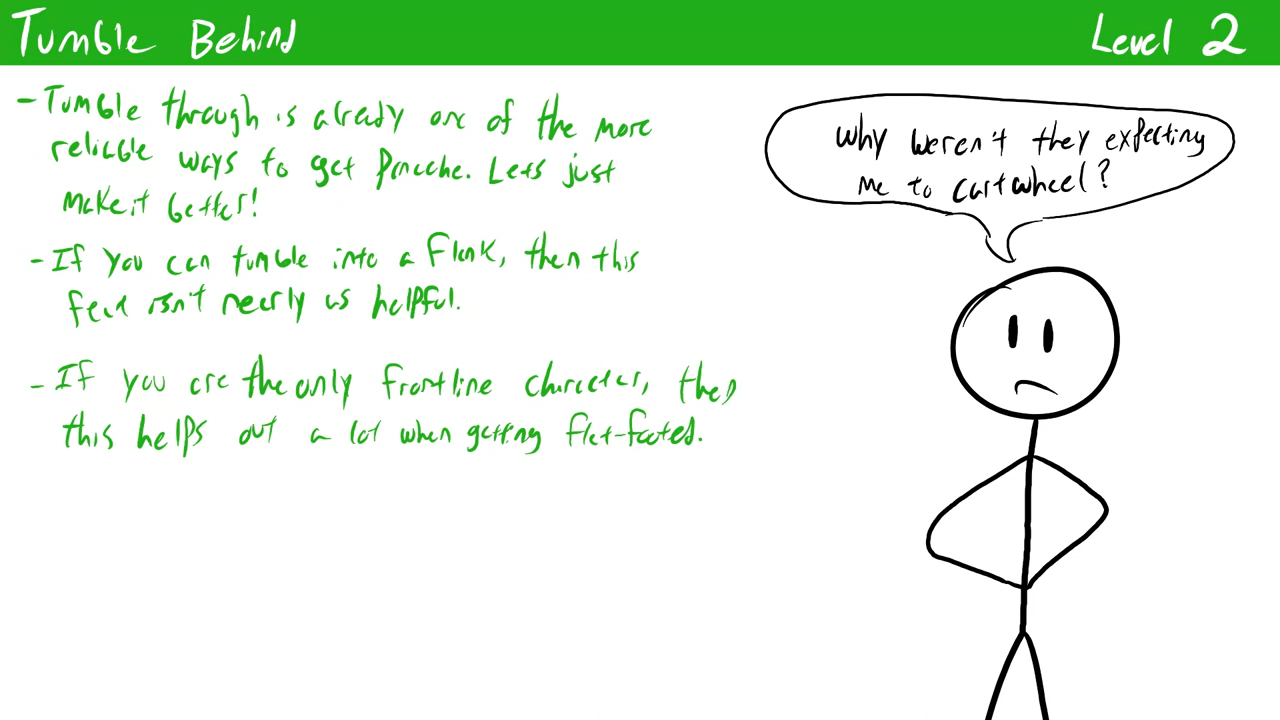 Tumble Behind
Level 2
- Tumble through is already one of the more
reliable ways to get Panache. Lets just
make it better!
- If you can tumble into a Flank, then this
feat isn't nearly as helpful.
- If you are the only frontline character, then
this helps out a lot when getting flat-footed.
Why weren't they expecting
me to cartwheel?